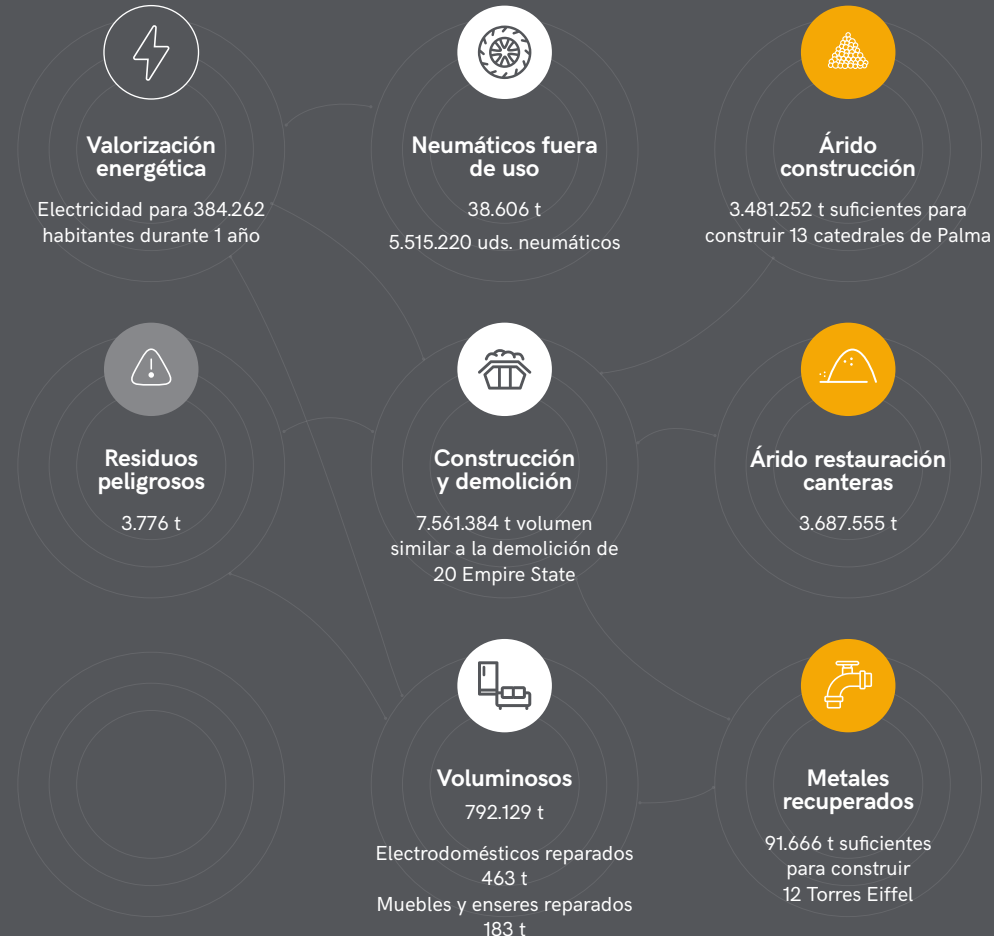 Valorización
energética
Electricidad para 384.262
habitantes durante 1 año
Neumáticos fuera
de uso
38.606 t
5.515.220 uds. neumáticos
Árido
construcción
3.481.252 t suficientes para
construir 13 catedrales de Palma
Residuos
peligrosos
3.776 t
Construcción
y demolición
7.561.384 t volumen
similar a la demolición de
20 Empire State
Árido restauración
canteras
3.687.555 t
Voluminosos
792.129 t
Electrodomésticos reparados
463 t
Muebles y enseres reparados
183 t
Metales
recuperados
91.666 t suficientes
para construir
12 Torres Eiffel